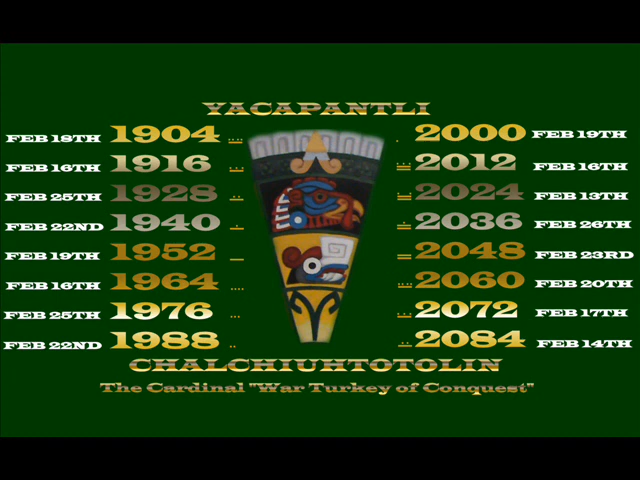 YACAPANTLI
FEB 18TH 1904 2000 FEB 19TH
FEB 16TH 1916 2012 FEB 16TH
FEB 25TH 1928 2024 FEB 13TH
FEB 22ND 1940 2036 FEB 26TH
FEB 19TH 1952 2048 FEB 23RD
FEB 16TH 1964 2060 FEB 20TH
FEB 25TH 1976 2072 FEB 17TH
FEB 22ND 1988 2084 FEB 14TH
CHALCHIUHTOTOLIN
The Cardinal "War Turkey of Conquest"